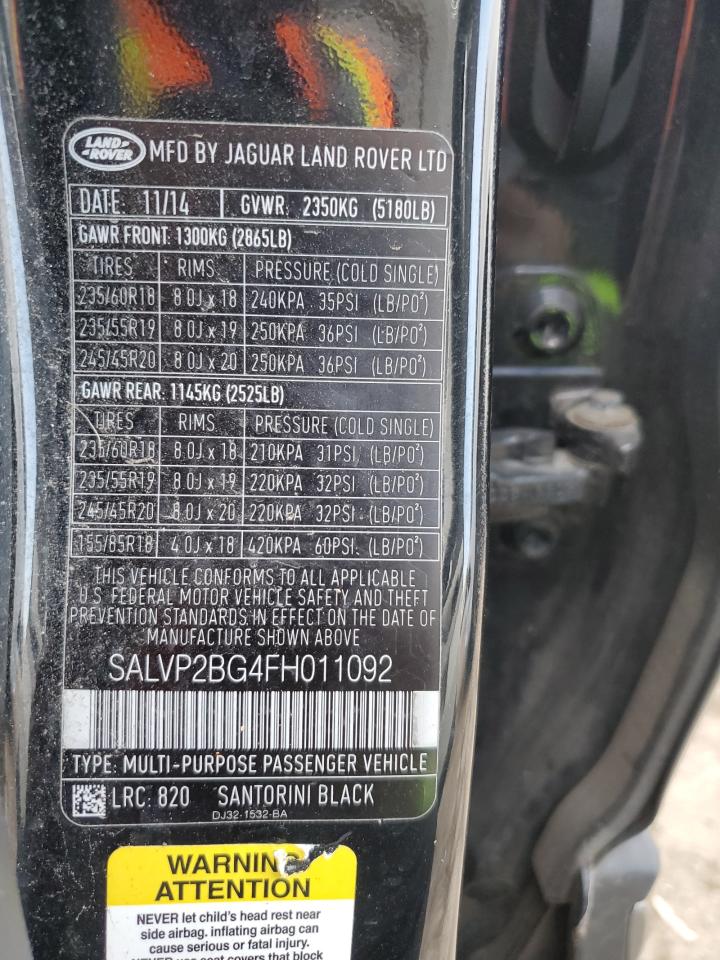 LAND ROVER MFD BY JAGUAR LAND ROVER LTD
DATE: 11/14 GVWR: 2350KG (5180LB)
GAWR FRONT: 1300KG (2865LB)
TIRES RIMS PRESSURE (COLD SINGLE)
235/60R18 8.0J x 18 240KPA 35PSI (LB/PO²)
235/55R19 8.0J x 19 250KPA 36PSI (LB/PO²)
245/45R20 8.0J x 20 250KPA 36PSI (LB/PO²)
GAWR REAR: 1145KG (2525LB)
TIRES RIMS PRESSURE (COLD SINGLE)
235/60R18 8.0J x 18 210KPA 31PSI (LB/PO²)
235/55R19 8.0J x 19 220KPA 32PSI (LB/PO²)
245/45R20 8.0J x 20 220KPA 32PSI (LB/PO²)
155/85R18 4.0J x 18 420KPA 60PSI (LB/PO²)
THIS VEHICLE CONFORMS TO ALL APPLICABLE
U.S. FEDERAL MOTOR VEHICLE SAFETY AND THEFT
PREVENTION STANDARDS IN EFFECT ON THE DATE OF
MANUFACTURE SHOWN ABOVE
SALVP2BG4FH011092
TYPE: MULTI-PURPOSE PASSENGER VEHICLE
LRC: 820 SANTORINI BLACK
DJ32-1532-BA
WARNING
ATTENTION
NEVER let child's head rest near
side airbag. inflating airbag can
cause serious or fatal injury.
NEVER use seat covers that block